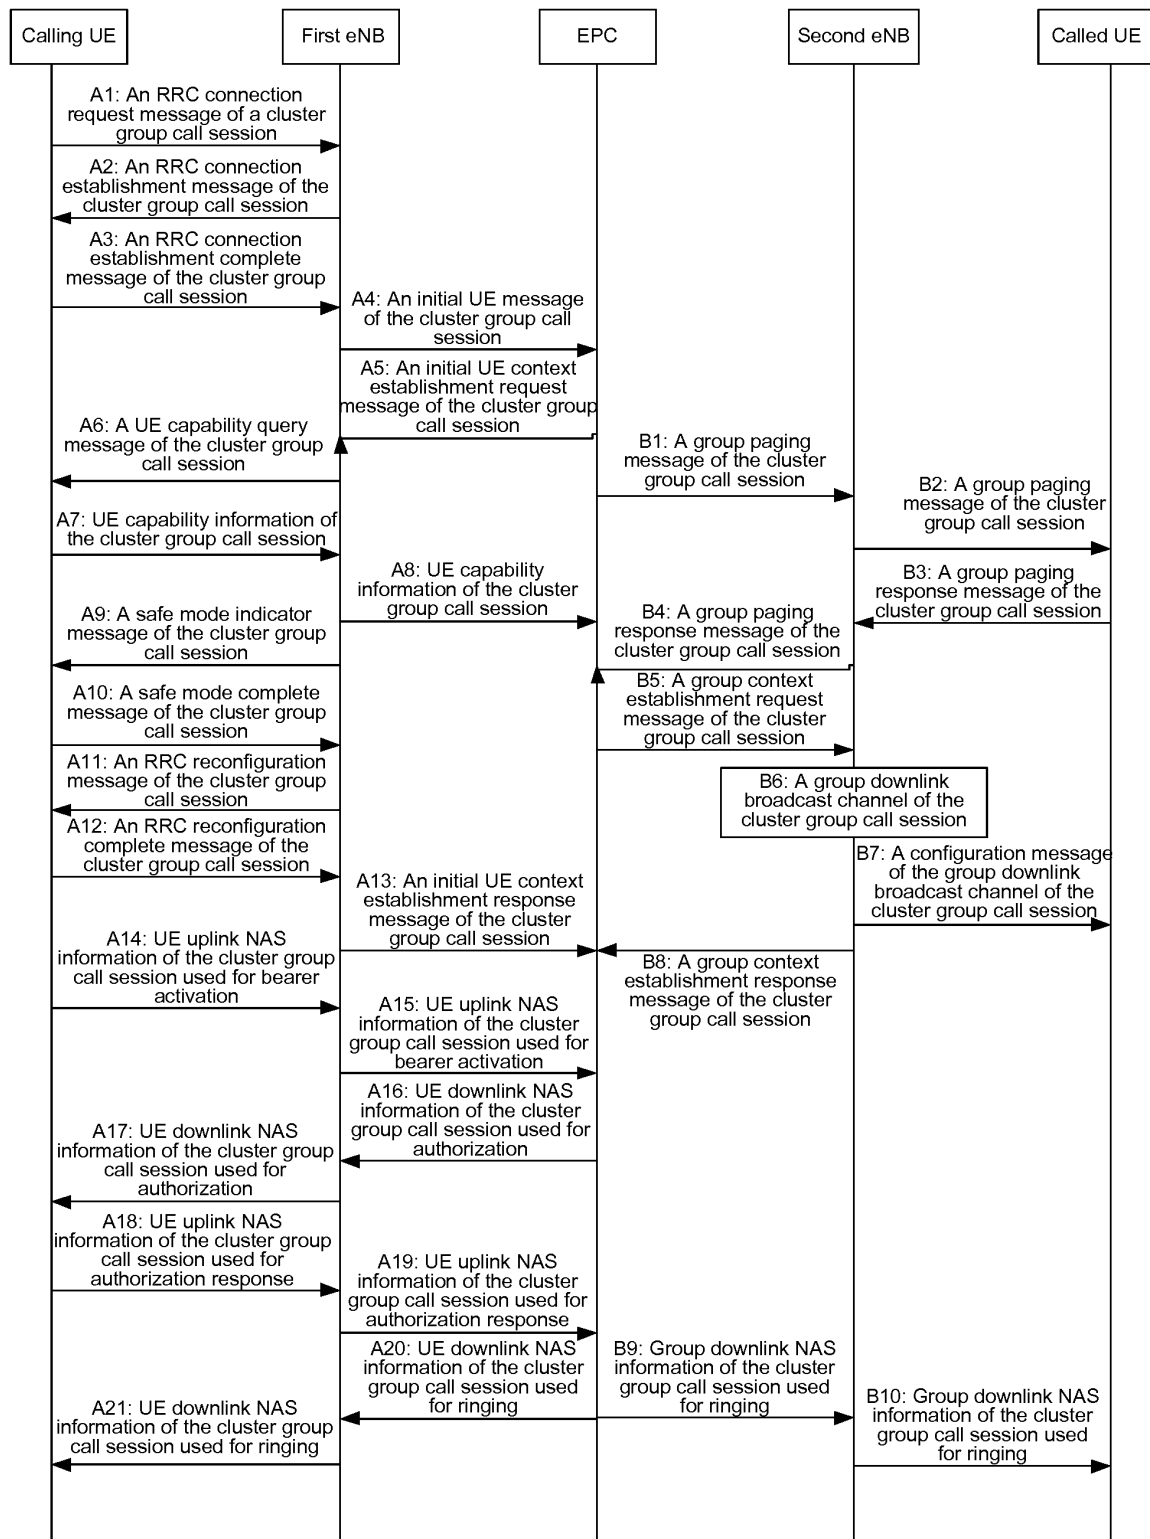 Calling UE
First eNB
EPC
Second eNB
Called UE
A1: An RRC connection
request message of a cluster
group call session
A2: An RRC connection
establishment message of the
cluster group call session
A3: An RRC connection
establishment complete
message of the cluster group
call session
A4: An initial UE message
of the cluster group call
session
A5: An initial UE context
establishment request
message of the cluster group
call session
A6: A UE capability query
message of the cluster group
call session
B1: A group paging
message of the cluster
group call session
B2: A group paging
message of the cluster
group call session
A7: UE capability information of
the cluster group call session
A8: UE capability
information of the cluster
group call session
B3: A group paging
response message of the
cluster group call session
A9: A safe mode indicator
message of the cluster group
call session
B4: A group paging
response message of the
cluster group call session
A10: A safe mode complete
message of the cluster group
call session
B5: A group context
establishment request
message of the cluster
group call session
A11: An RRC reconfiguration
message of the cluster group
call session
B6: A group downlink
broadcast channel of the
cluster group call session
A12: An RRC reconfiguration
complete message of the
cluster group call session
B7: A configuration message
of the group downlink
broadcast channel of the
cluster group call session
A13: An initial UE context
establishment response
message of the cluster
group call session
A14: UE uplink NAS
information of the cluster group
call session used for bearer
activation
B8: A group context
establishment response
message of the cluster
group call session
A15: UE uplink NAS
information of the cluster
group call session used for
bearer activation
A16: UE downlink NAS
information of the cluster
group call session used for
authorization
A17: UE downlink NAS
information of the cluster group
call session used for
authorization
A18: UE uplink NAS
information of the cluster group
call session used for
authorization response
A19: UE uplink NAS
information of the cluster
group call session used for
authorization response
A20: UE downlink NAS
information of the cluster
group call session used
for ringing
B9: Group downlink NAS
information of the cluster
group call session used
for ringing
A21: UE downlink NAS
information of the cluster group
call session used for ringing
B10: Group downlink NAS
information of the cluster
group call session used
for ringing